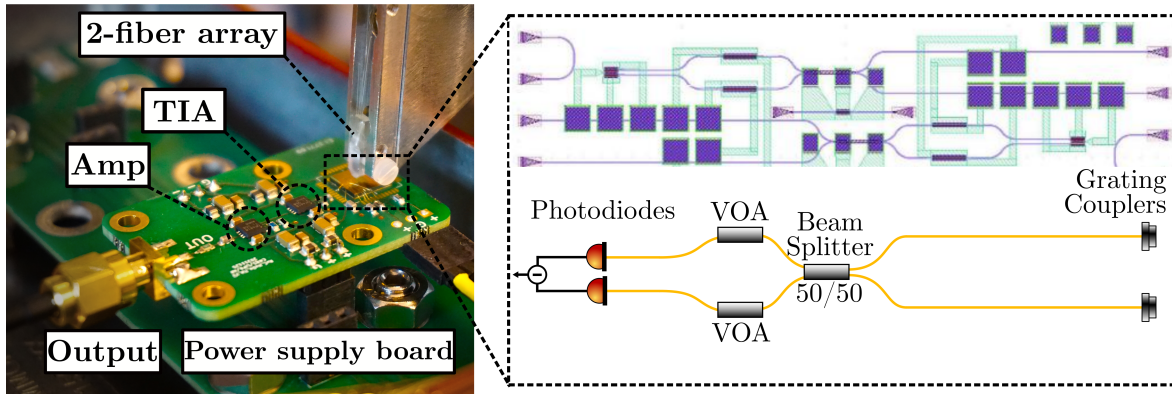 2-fiber array
TIA
Amp
OUT
Output
Power supply board
Photodiodes
VOA
Beam
Splitter
50/50
VOA
Grating
Couplers